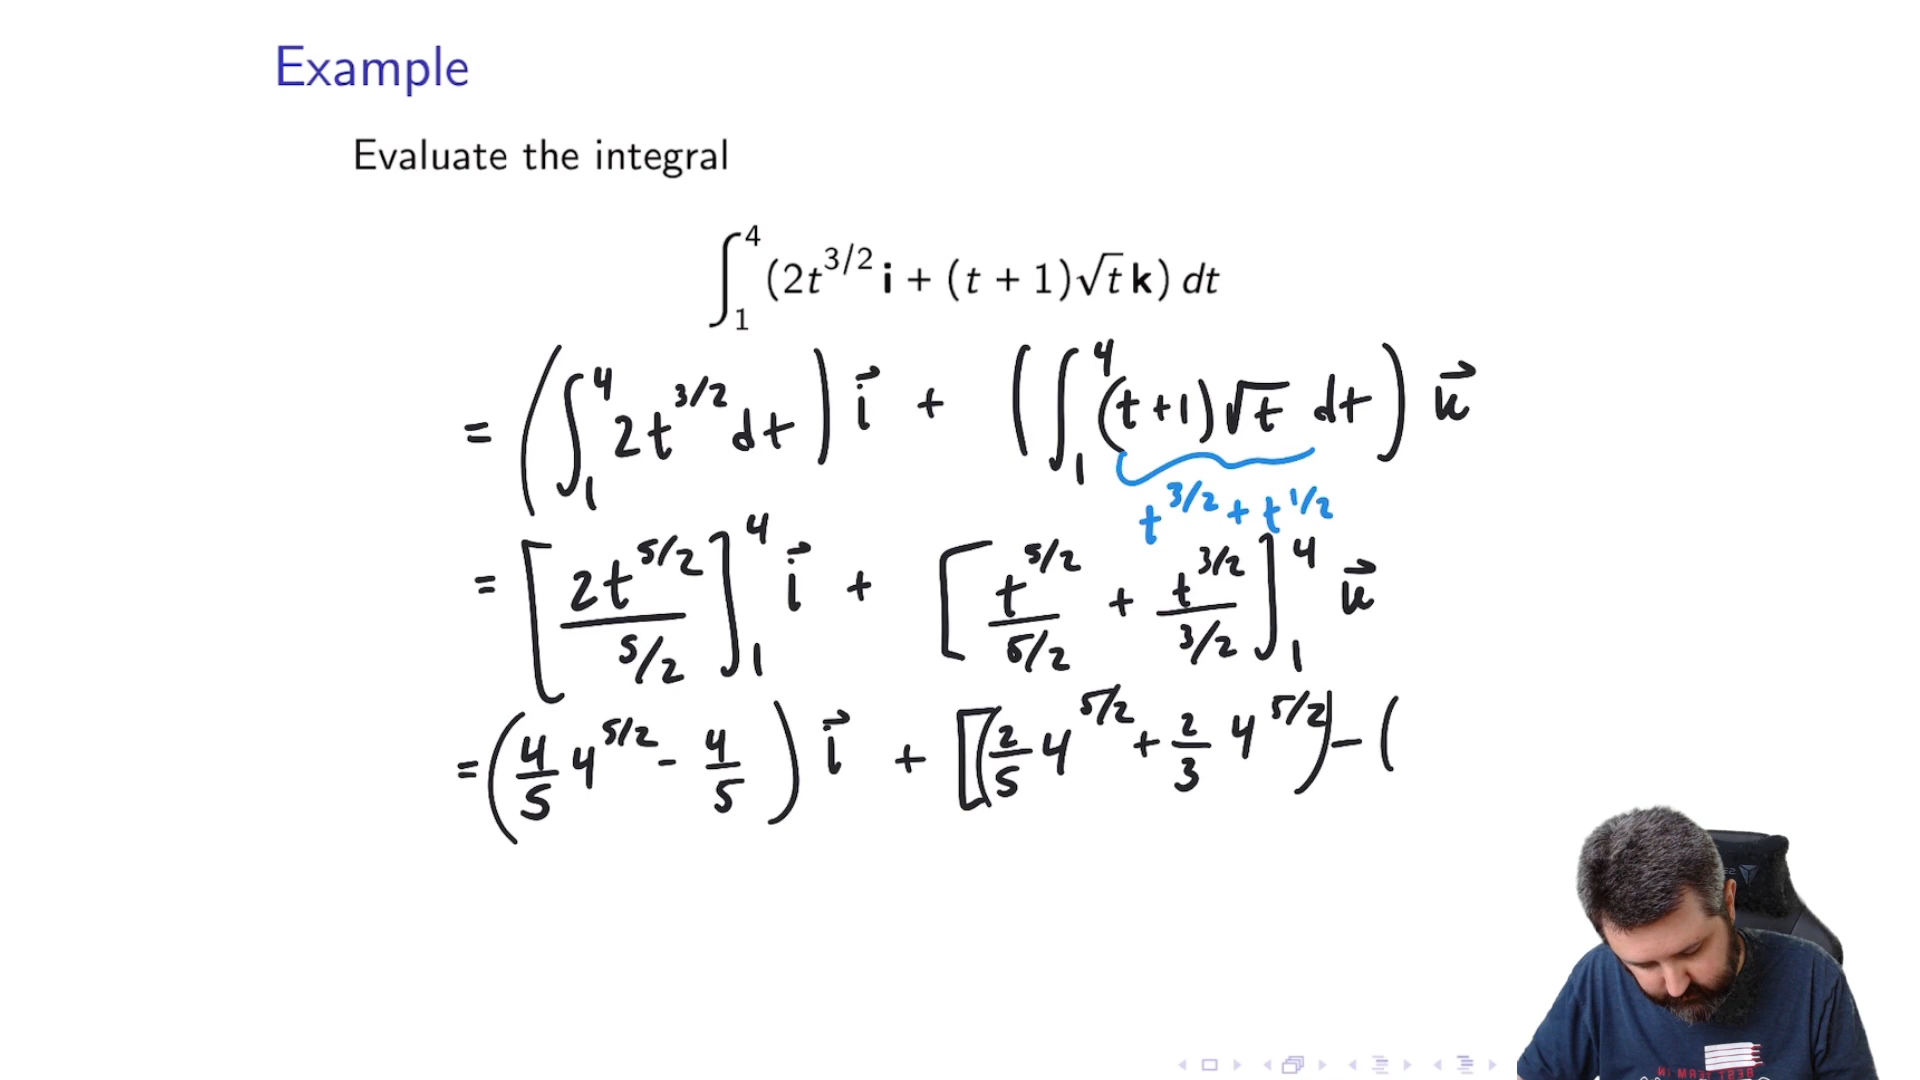 Example
Evaluate the integral
∫₁⁴ (2t^{3/2} i + (t + 1)√t k) dt
= (∫₁⁴ 2t^{3/2} dt) i⃗ + (∫₁⁴ (t+1)√t dt) k⃗
t^{3/2} + t^{1/2}
= [2t^{5/2} / (5/2)]₁⁴ i⃗ + [t^{5/2} / (5/2) + t^{3/2} / (3/2)]₁⁴ k⃗
= (4/5 4^{5/2} - 4/5) i⃗ + [(2/5 4^{5/2} + 2/3 4^{5/2}) - (